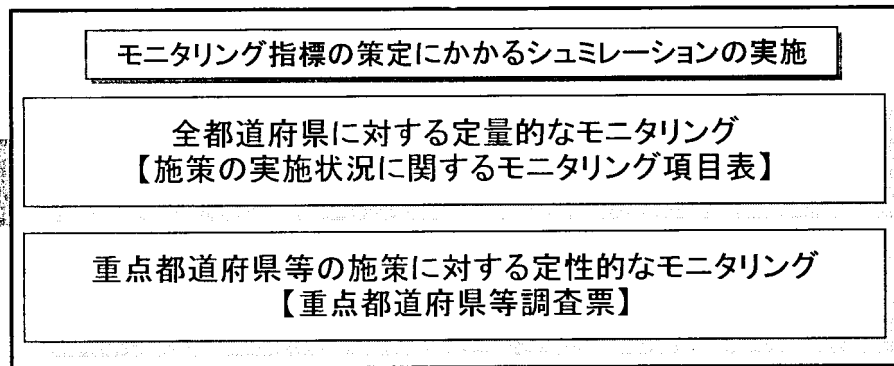 モニタリング指標の策定にかかるシュミレーションの実施
全都道府県に対する定量的なモニタリング
【施策の実施状況に関するモニタリング項目表】
重点都道府県等の施策に対する定性的なモニタリング
【重点都道府県等調査票】